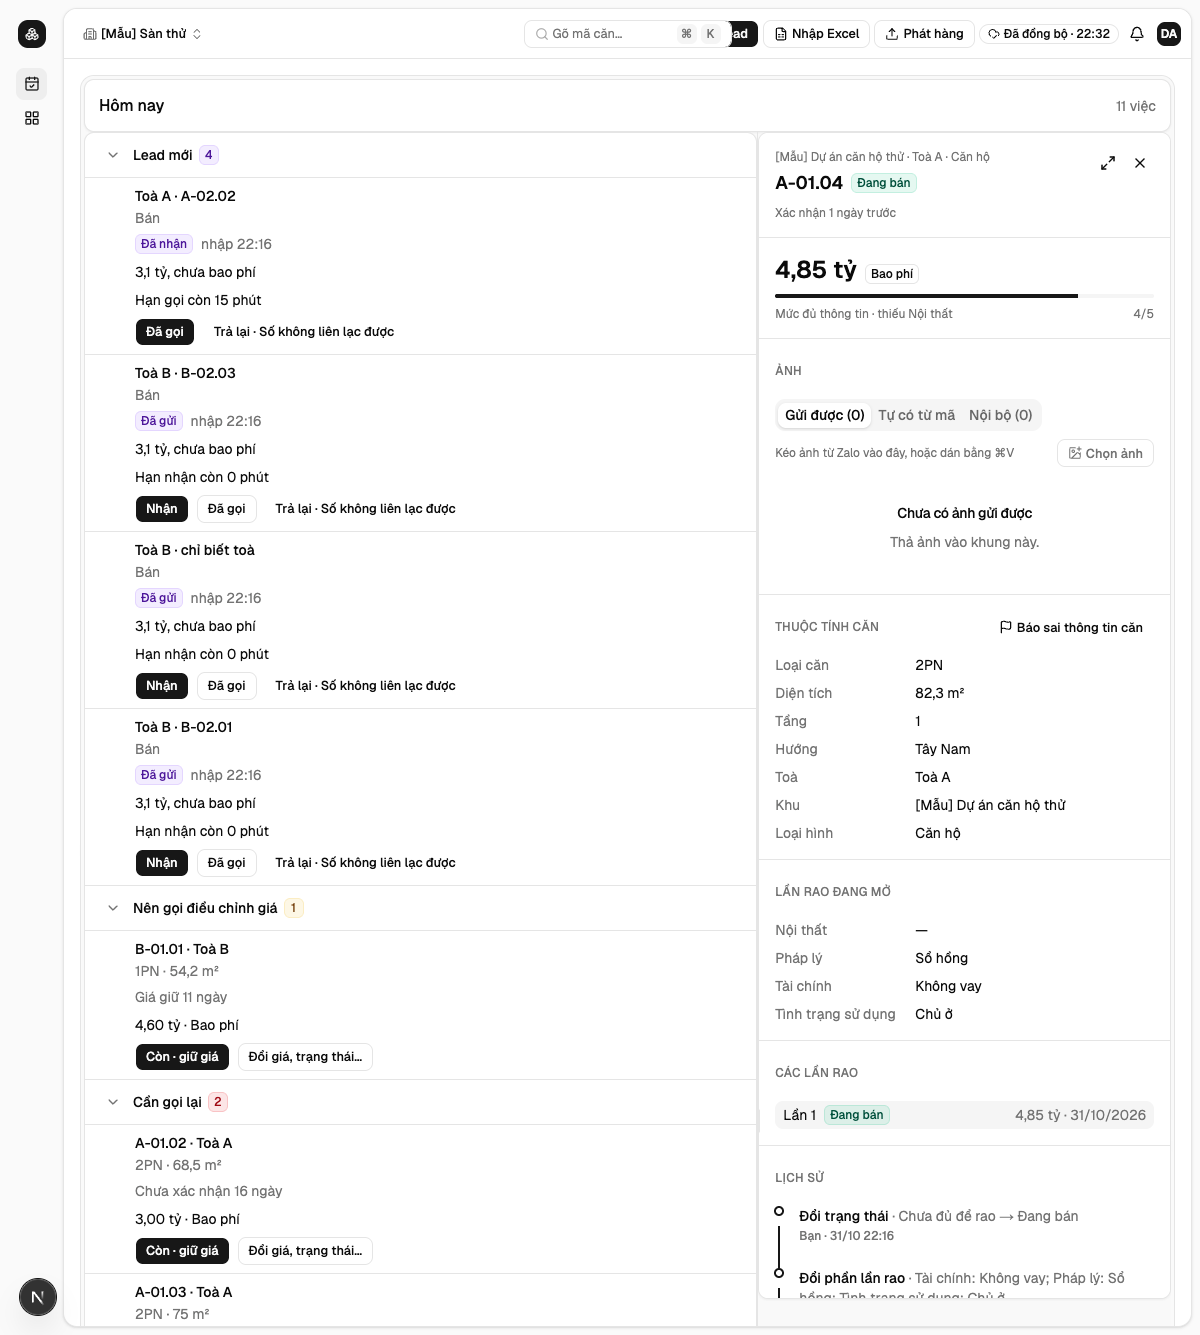 [Mẫu] Sàn thử
Gõ mã căn...
⌘ K
ead
Nhập Excel
Phát hàng
Đã đồng bộ · 22:32
DA
Hôm nay
11 việc
Lead mới 4
Toà A · A-02.02
Bán
Đã nhận nhập 22:16
3,1 tỷ, chưa bao phí
Hạn gọi còn 15 phút
Đã gọi Trả lại · Số không liên lạc được
Toà B · B-02.03
Bán
Đã gửi nhập 22:16
3,1 tỷ, chưa bao phí
Hạn nhận còn 0 phút
Nhận Đã gọi Trả lại · Số không liên lạc được
Toà B · chỉ biết toà
Bán
Đã gửi nhập 22:16
3,1 tỷ, chưa bao phí
Hạn nhận còn 0 phút
Nhận Đã gọi Trả lại · Số không liên lạc được
Toà B · B-02.01
Bán
Đã gửi nhập 22:16
3,1 tỷ, chưa bao phí
Hạn nhận còn 0 phút
Nhận Đã gọi Trả lại · Số không liên lạc được
Nên gọi điều chỉnh giá 1
B-01.01 · Toà B
1PN · 54,2 m²
Giá giữ 11 ngày
4,60 tỷ · Bao phí
Còn · giữ giá Đổi giá, trạng thái...
Cần gọi lại 2
A-01.02 · Toà A
2PN · 68,5 m²
Chưa xác nhận 16 ngày
3,00 tỷ · Bao phí
Còn · giữ giá Đổi giá, trạng thái...
A-01.03 · Toà A
2PN · 75 m²
N
[Mẫu] Dự án căn hộ thử · Toà A · Căn hộ
A-01.04 Đang bán
Xác nhận 1 ngày trước
4,85 tỷ Bao phí
Mức đủ thông tin · thiếu Nội thất 4/5
ẢNH
Gửi được (0) Tự có từ mã Nội bộ (0)
Kéo ảnh từ Zalo vào đây, hoặc dán bằng ⌘V Chọn ảnh
Chưa có ảnh gửi được
Thả ảnh vào khung này.
THUỘC TÍNH CĂN Báo sai thông tin căn
Loại căn 2PN
Diện tích 82,3 m²
Tầng 1
Hướng Tây Nam
Toà Toà A
Khu [Mẫu] Dự án căn hộ thử
Loại hình Căn hộ
LẦN RAO ĐANG MỞ
Nội thất —
Pháp lý Sổ hồng
Tài chính Không vay
Tình trạng sử dụng Chủ ở
CÁC LẦN RAO
Lần 1 Đang bán 4,85 tỷ · 31/10/2026
LỊCH SỬ
Đổi trạng thái · Chưa đủ để rao → Đang bán
Bạn · 31/10 22:16
Đổi phần lần rao · Tài chính: Không vay; Pháp lý: Sổ
hồng; Tình trạng sử dụng: Chủ ở